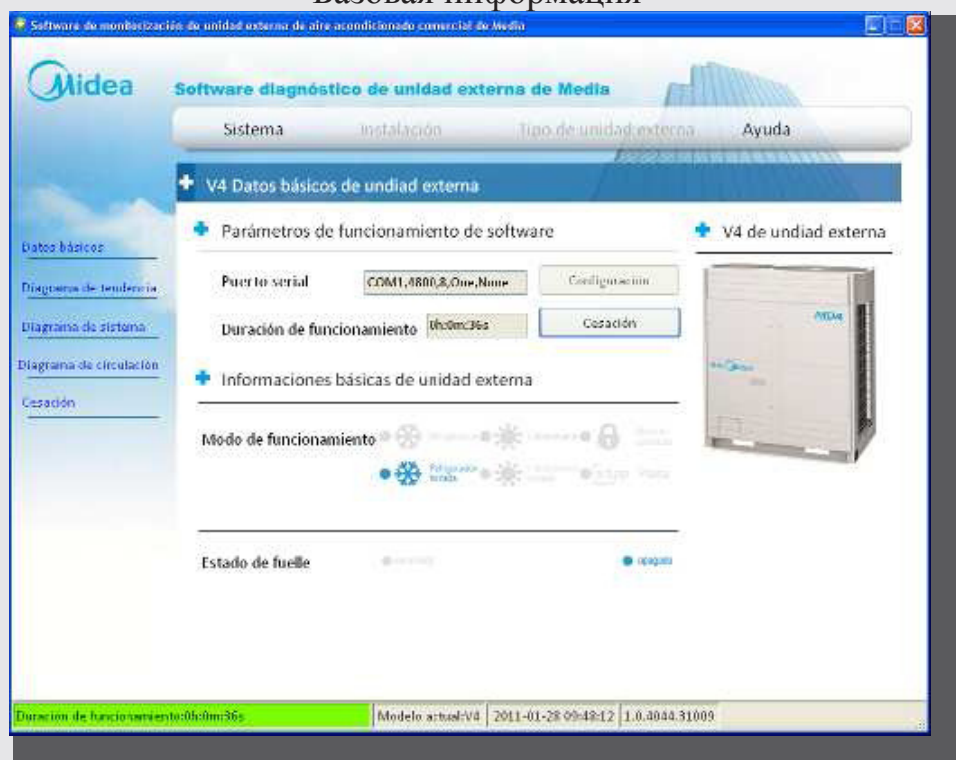 Базовая информация
Software de monitorización de unidad externa de aire acondicionado comercial de Media
Midea
Software diagnóstico de unidad externa de Media
Sistema Instalación Tipo de unidad externa Ayuda
V4 Datos básicos de undiad externa
Parámetros de funcionamiento de software
V4 de undiad externa
Datos básicos
Diagrama de tendencia
Diagrama de sistema
Diagrama de circulación
Cesación
Puerto serial COM1,4800,8,One,None Configuración
Duración de funcionamiento 0h:0m:36s Cesación
Informaciones básicas de unidad externa
Modo de funcionamiento
Estado de fuelle apagado
Duración de funcionamiento:0h:0m:36s Modelo actual:V4 2011-01-28 09:48:12 1.0.4044.31009